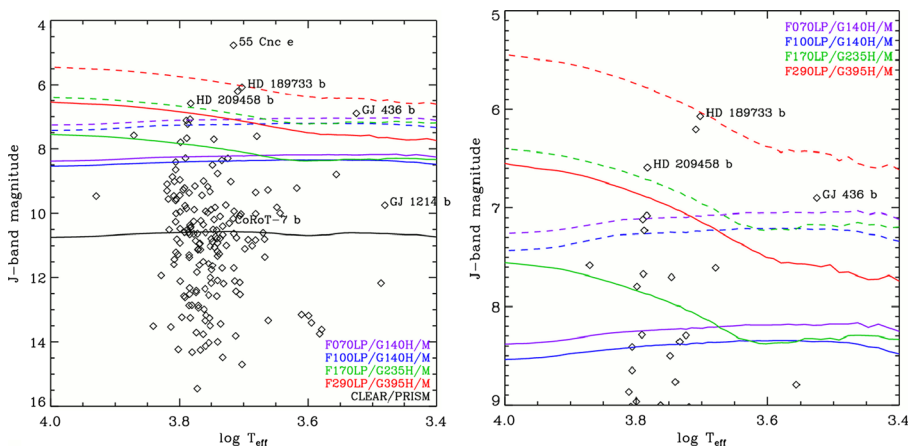 4
6
8
10
12
14
16
J-band magnitude
55 Cnc e
HD 189733 b
HD 209458 b
GJ 436 b
GJ 1214 b
CoRoT-7 b
F070LP/G140H/M
F100LP/G140H/M
F170LP/G235H/M
F290LP/G395H/M
CLEAR/PRISM
4.0
3.8
3.6
3.4
log Teff
5
6
7
8
9
J-band magnitude
F070LP/G140H/M
F100LP/G140H/M
F170LP/G235H/M
F290LP/G395H/M
HD 189733 b
HD 209458 b
GJ 436 b
4.0
3.8
3.6
3.4
log Teff